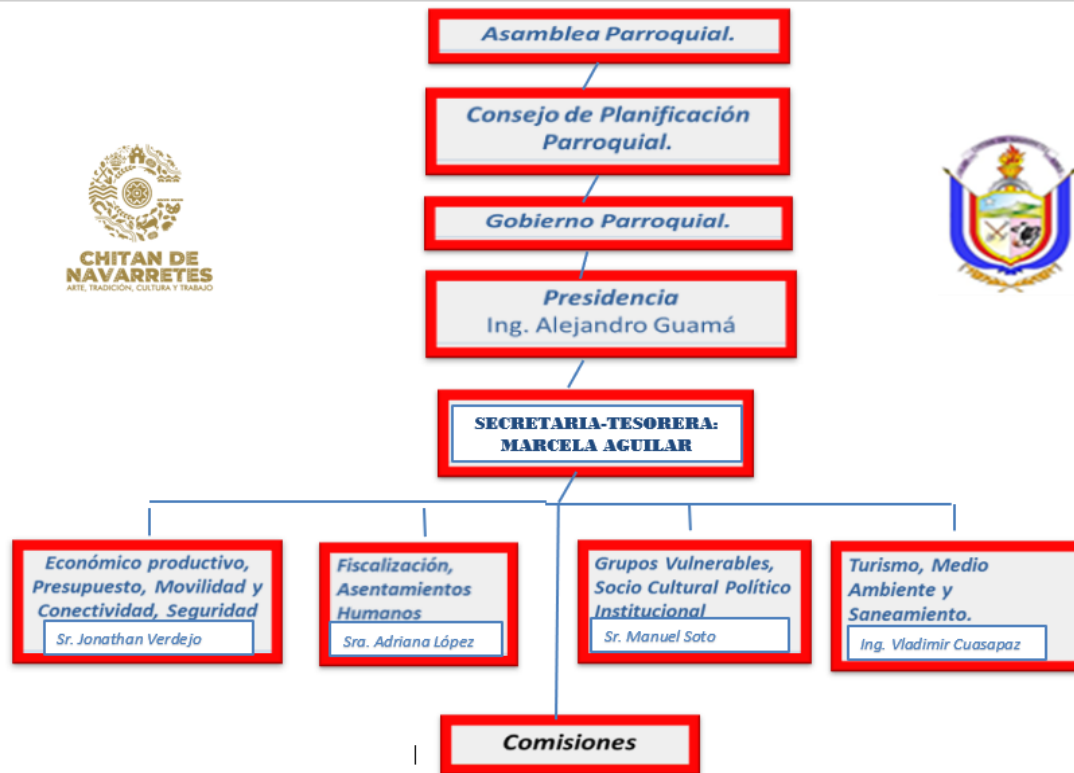 Asamblea Parroquial.
Consejo de Planificación
Parroquial.
Gobierno Parroquial.
CHITAN DE
NAVARRETES
ARTE, TRADICIÓN, CULTURA Y TRABAJO
Presidencia
Ing. Alejandro Guamá
SECRETARIA-TESORERA:
MARCELA AGUILAR
Económico productivo,
Presupuesto, Movilidad y
Conectividad, Seguridad
Sr. Jonathan Verdejo
Fiscalización,
Asentamientos
Humanos
Sra. Adriana López
Grupos Vulnerables,
Socio Cultural Político
Institucional
Sr. Manuel Soto
Turismo, Medio
Ambiente y
Saneamiento.
Ing. Vladimir Cuasapaz
Comisiones